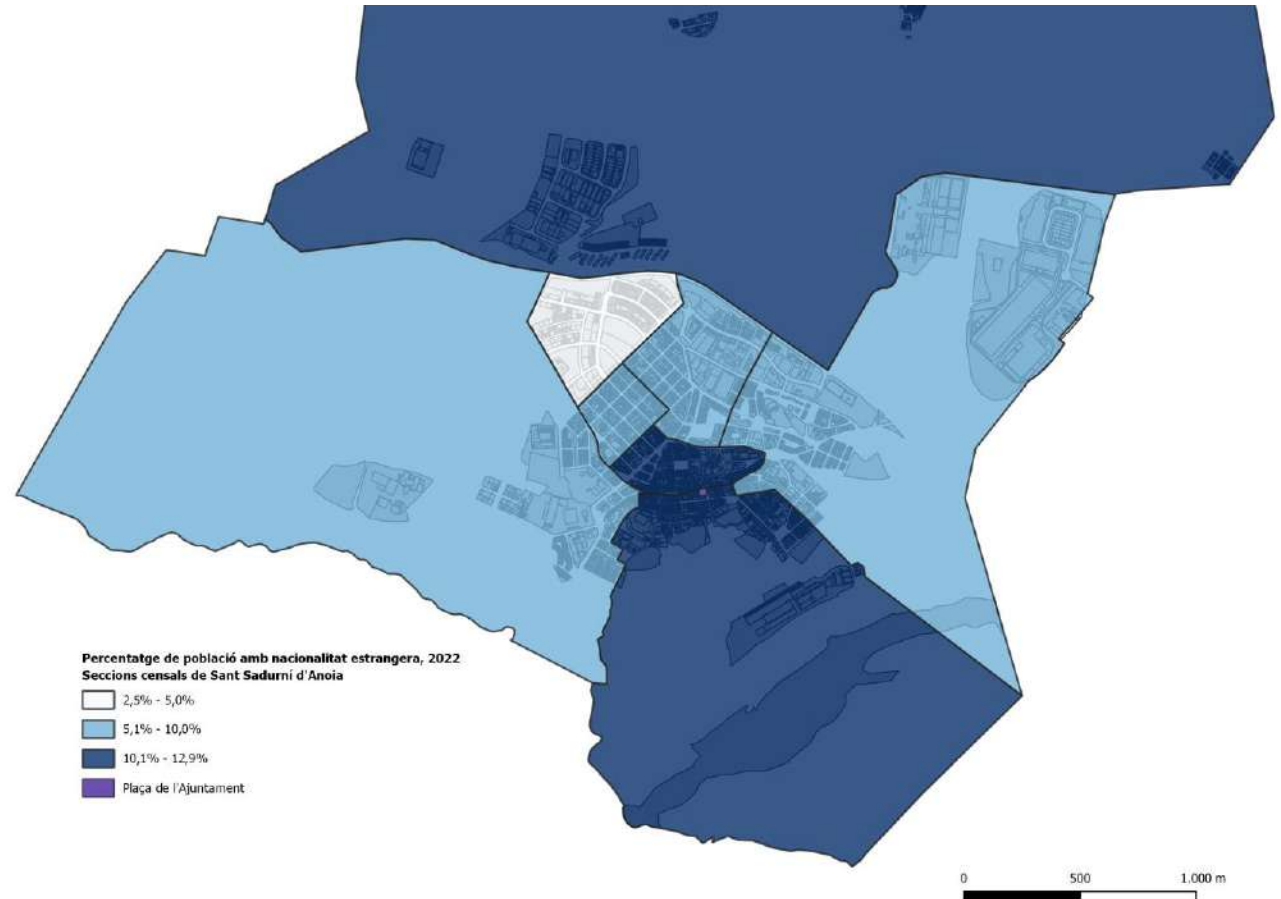 Percentatge de població amb nacionalitat estrangera, 2022
Seccions censals de Sant Sadurní d'Anoia
2,5% - 5,0%
5,1% - 10,0%
10,1% - 12,9%
Plaça de l'Ajuntament
0 500 1.000 m